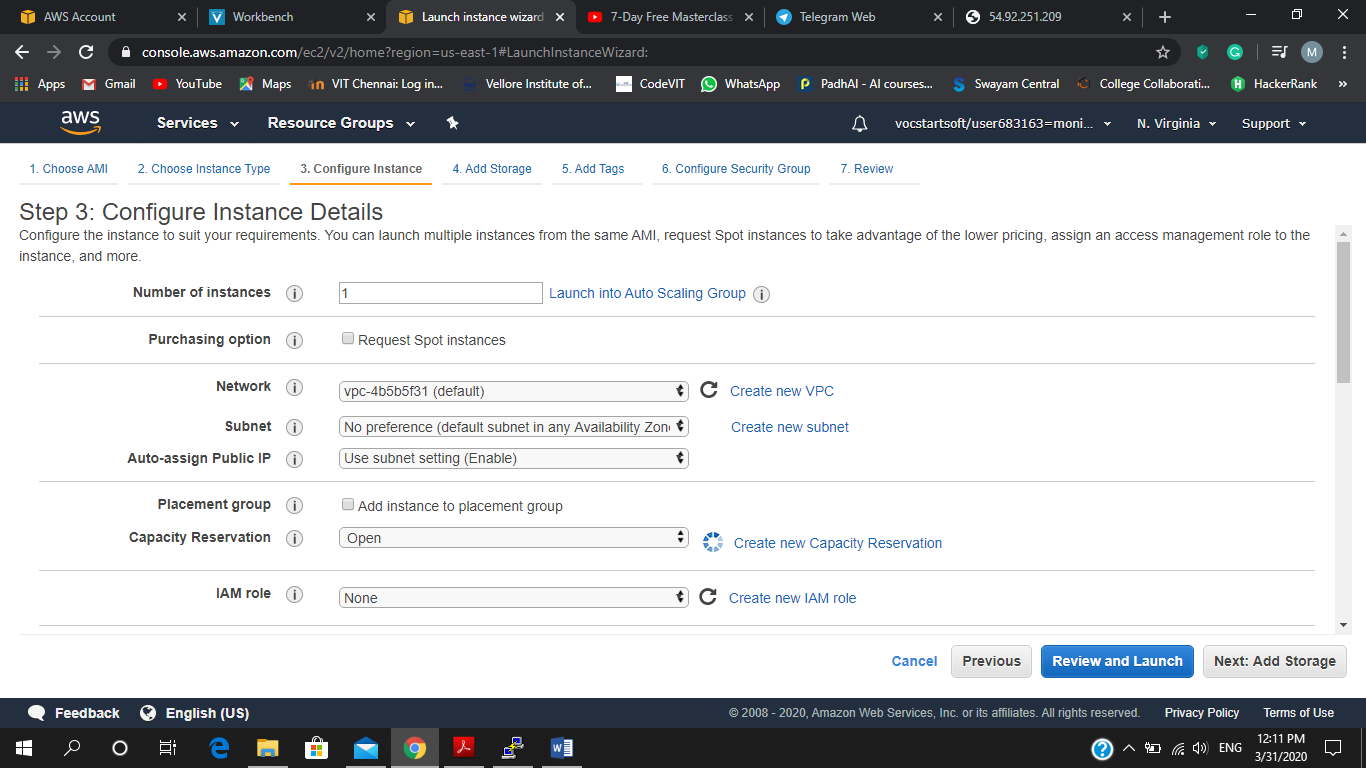 AWS Account
Workbench
Launch instance wizard
7-Day Free Masterclass
Telegram Web
54.92.251.209
console.aws.amazon.com/ec2/v2/home?region=us-east-1#LaunchInstanceWizard:
M
Apps
Gmail
YouTube
Maps
VIT Chennai: Log in...
Vellore Institute of...
CodeVIT
WhatsApp
PadhAI - AI courses...
Swayam Central
College Collaborati...
HackerRank
»
aws
Services
Resource Groups
vocstartsoft/user683163=moni...
N. Virginia
Support
1. Choose AMI
2. Choose Instance Type
3. Configure Instance
4. Add Storage
5. Add Tags
6. Configure Security Group
7. Review
Step 3: Configure Instance Details
Configure the instance to suit your requirements. You can launch multiple instances from the same AMI, request Spot instances to take advantage of the lower pricing, assign an access management role to the
instance, and more.
Number of instances
1
Launch into Auto Scaling Group
Purchasing option
Request Spot instances
Network
vpc-4b5b5f31 (default)
Create new VPC
Subnet
No preference (default subnet in any Availability Zon
Create new subnet
Auto-assign Public IP
Use subnet setting (Enable)
Placement group
Add instance to placement group
Capacity Reservation
Open
Create new Capacity Reservation
IAM role
None
Create new IAM role
Cancel
Previous
Review and Launch
Next: Add Storage
Feedback
English (US)
© 2008 - 2020, Amazon Web Services, Inc. or its affiliates. All rights reserved.
Privacy Policy
Terms of Use
ENG
12:11 PM
3/31/2020